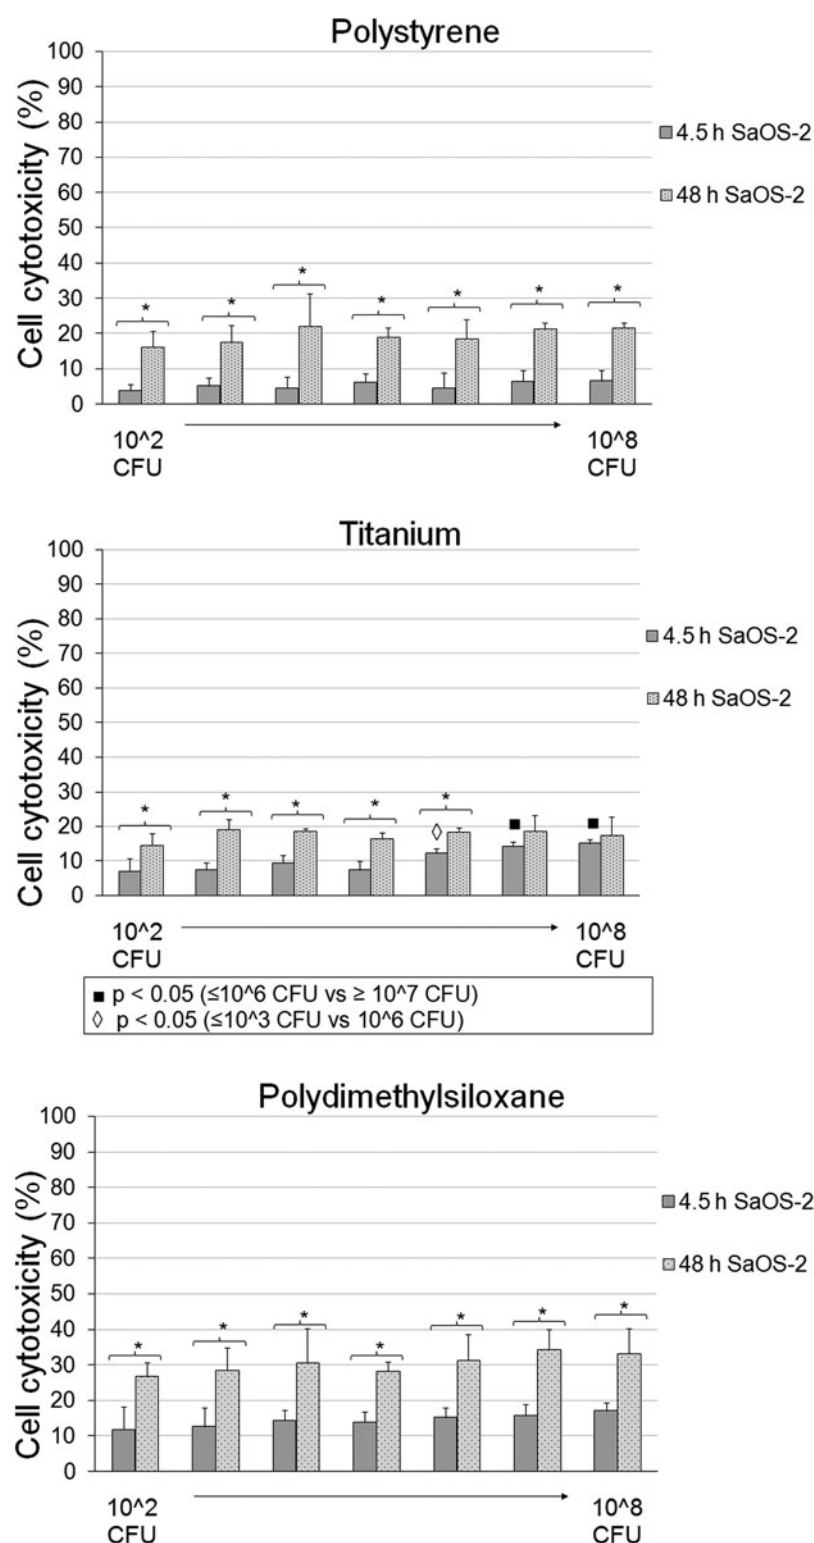 Polystyrene
Cell cytotoxicity (%)
100
90
80
70
60
50
40
30
20
10
0
* * * * * * *
4.5 h SaOS-2
48 h SaOS-2
10^2
CFU
10^8
CFU
Titanium
Cell cytotoxicity (%)
100
90
80
70
60
50
40
30
20
10
0
* * * * *
◊ ■ ■
4.5 h SaOS-2
48 h SaOS-2
10^2
CFU
10^8
CFU
■ p < 0.05 (≤10^6 CFU vs ≥ 10^7 CFU)
◊ p < 0.05 (≤10^3 CFU vs 10^6 CFU)
Polydimethylsiloxane
Cell cytotoxicity (%)
100
90
80
70
60
50
40
30
20
10
0
* * * * * * *
4.5 h SaOS-2
48 h SaOS-2
10^2
CFU
10^8
CFU